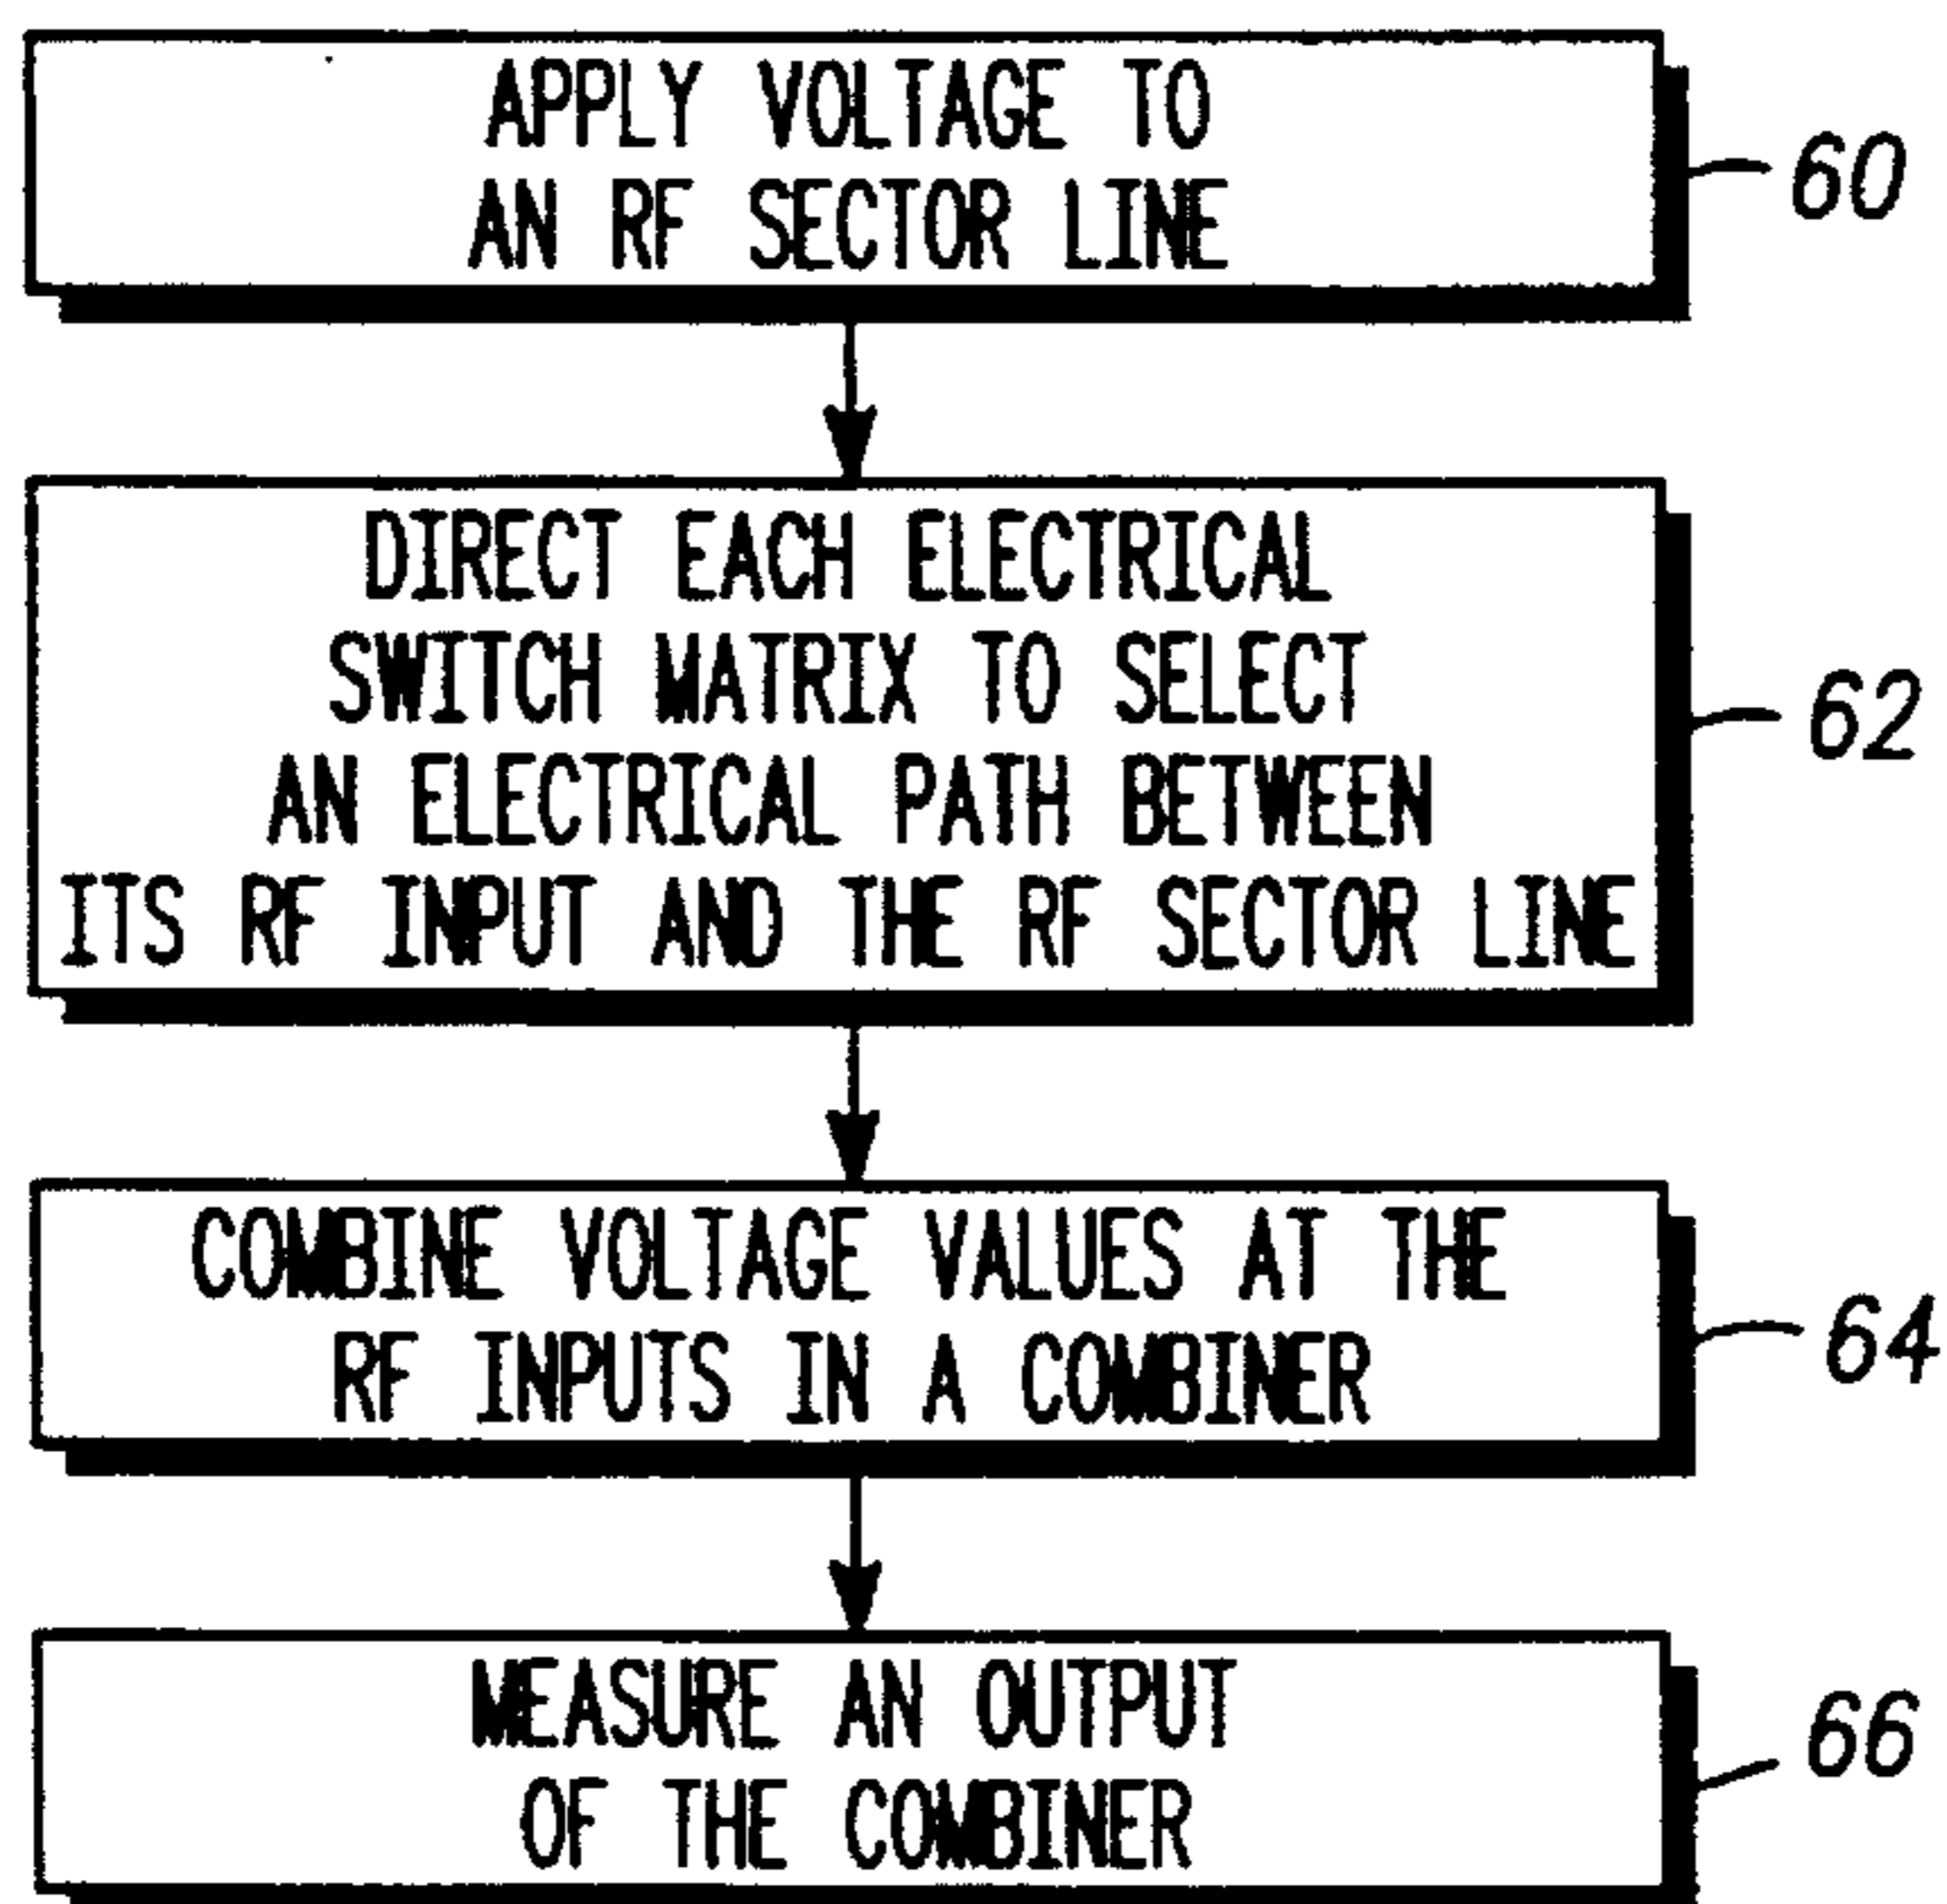 APPLY VOLTAGE TO
AN RF SECTOR LINE
60
DIRECT EACH ELECTRICAL
SWITCH MATRIX TO SELECT
AN ELECTRICAL PATH BETWEEN
ITS RF INPUT AND THE RF SECTOR LINE
62
COMBINE VOLTAGE VALUES AT THE
RF INPUTS IN A COMBINER
64
MEASURE AN OUTPUT
OF THE COMBINER
66